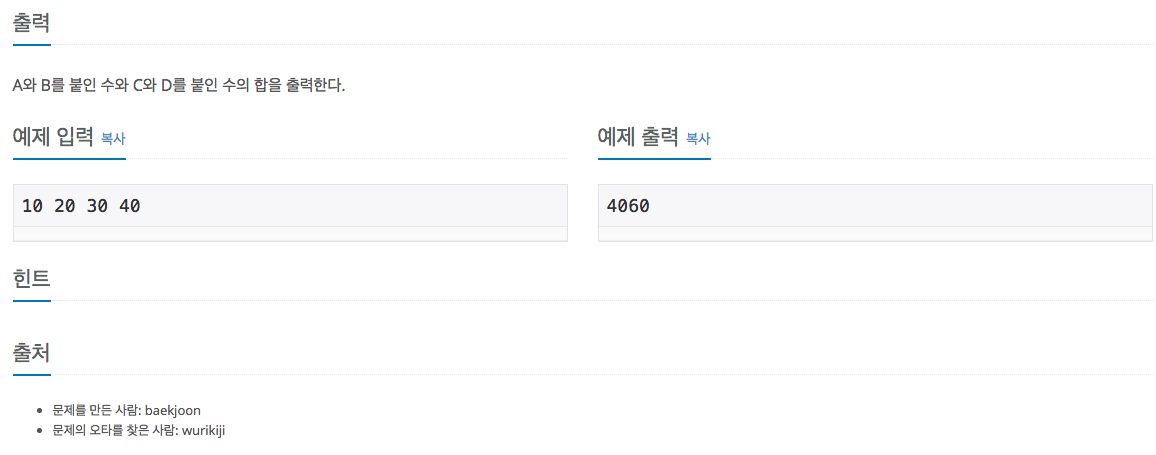 출력
A와 B를 붙인 수와 C와 D를 붙인 수의 합을 출력한다.
예제 입력 복사
예제 출력 복사
10 20 30 40
4060
힌트
출처
문제를 만든 사람: baekjoon
문제의 오타를 찾은 사람: wurikiji